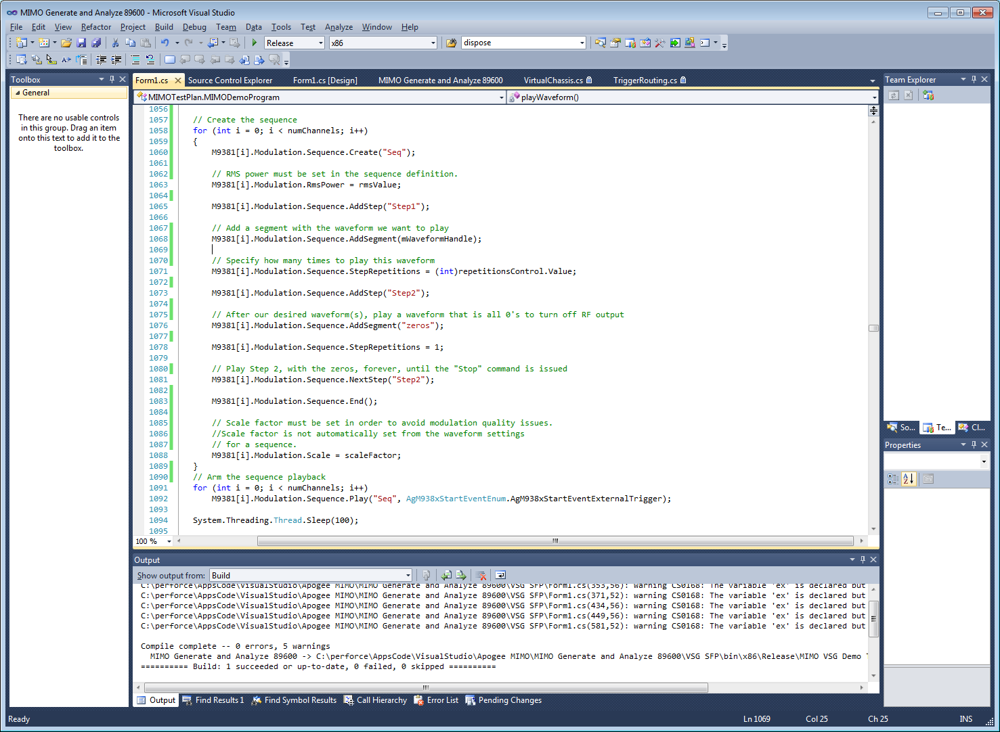 MIMO Generate and Analyze 89600 - Microsoft Visual Studio
File Edit View Refactor Project Build Debug Team Data Tools Test Analyze Window Help
Release x86 dispose
Toolbox
General
There are no usable controls
in this group. Drag an item
onto this text to add it to the
toolbox.
Form1.cs Source Control Explorer Form1.cs [Design] MIMO Generate and Analyze 89600 VirtualChassis.cs TriggerRouting.cs
MIMOTestPlan.MIMODemoProgram playWaveform()
1056
1057 // Create the sequence
1058 for (int i = 0; i < numChannels; i++)
1059 {
1060 M9381[i].Modulation.Sequence.Create("Seq");
1061
1062 // RMS power must be set in the sequence definition.
1063 M9381[i].Modulation.RmsPower = rmsValue;
1064
1065 M9381[i].Modulation.Sequence.AddStep("Step1");
1066
1067 // Add a segment with the waveform we want to play
1068 M9381[i].Modulation.Sequence.AddSegment(mWaveformHandle);
1069
1070 // Specify how many times to play this waveform
1071 M9381[i].Modulation.Sequence.StepRepetitions = (int)repetitionsControl.Value;
1072
1073 M9381[i].Modulation.Sequence.AddStep("Step2");
1074
1075 // After our desired waveform(s), play a waveform that is all 0's to turn off RF output
1076 M9381[i].Modulation.Sequence.AddSegment("zeros");
1077
1078 M9381[i].Modulation.Sequence.StepRepetitions = 1;
1079
1080 // Play Step 2, with the zeros, forever, until the "Stop" command is issued
1081 M9381[i].Modulation.Sequence.NextStep("Step2");
1082
1083 M9381[i].Modulation.Sequence.End();
1084
1085 // Scale factor must be set in order to avoid modulation quality issues.
1086 //Scale factor is not automatically set from the waveform settings
1087 // for a sequence.
1088 M9381[i].Modulation.Scale = scaleFactor;
1089 }
1090 // Arm the sequence playback
1091 for (int i = 0; i < numChannels; i++)
1092 M9381[i].Modulation.Sequence.Play("Seq", AgM938xStartEventEnum.AgM938xStartEventExternalTrigger);
1093
1094 System.Threading.Thread.Sleep(100);
1095
100 %
Team Explorer
So... Te... Cl...
Properties
Output
Show output from: Build
C:\perforce\AppsCode\VisualStudio\Apogee MIMO\MIMO Generate and Analyze 89600\VSG SFP\Form1.cs(353,56): warning CS0168: The variable 'ex' is declared but
C:\perforce\AppsCode\VisualStudio\Apogee MIMO\MIMO Generate and Analyze 89600\VSG SFP\Form1.cs(371,52): warning CS0168: The variable 'ex' is declared but
C:\perforce\AppsCode\VisualStudio\Apogee MIMO\MIMO Generate and Analyze 89600\VSG SFP\Form1.cs(434,56): warning CS0168: The variable 'ex' is declared but
C:\perforce\AppsCode\VisualStudio\Apogee MIMO\MIMO Generate and Analyze 89600\VSG SFP\Form1.cs(449,56): warning CS0168: The variable 'ex' is declared but
C:\perforce\AppsCode\VisualStudio\Apogee MIMO\MIMO Generate and Analyze 89600\VSG SFP\Form1.cs(581,52): warning CS0168: The variable 'ex' is declared but
Compile complete -- 0 errors, 5 warnings
MIMO Generate and Analyze 89600 -> C:\perforce\AppsCode\VisualStudio\Apogee MIMO\MIMO Generate and Analyze 89600\VSG SFP\bin\x86\Release\MIMO VSG Demo
========== Build: 1 succeeded or up-to-date, 0 failed, 0 skipped ==========
Output Find Results 1 Find Symbol Results Call Hierarchy Error List Pending Changes
Ready Ln 1069 Col 25 Ch 25 INS